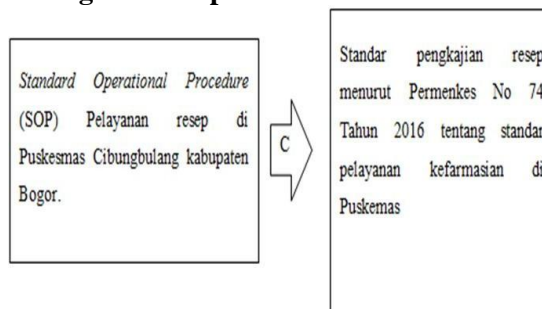 Standard Operational Procedure
(SOP) Pelayanan resep di
Puskesmas Cibungbulang kabupaten
Bogor.
C
Standar pengkajian resep
menurut Permenkes No 74
Tahun 2016 tentang standar
pelayanan kefarmasian di
Puskemas